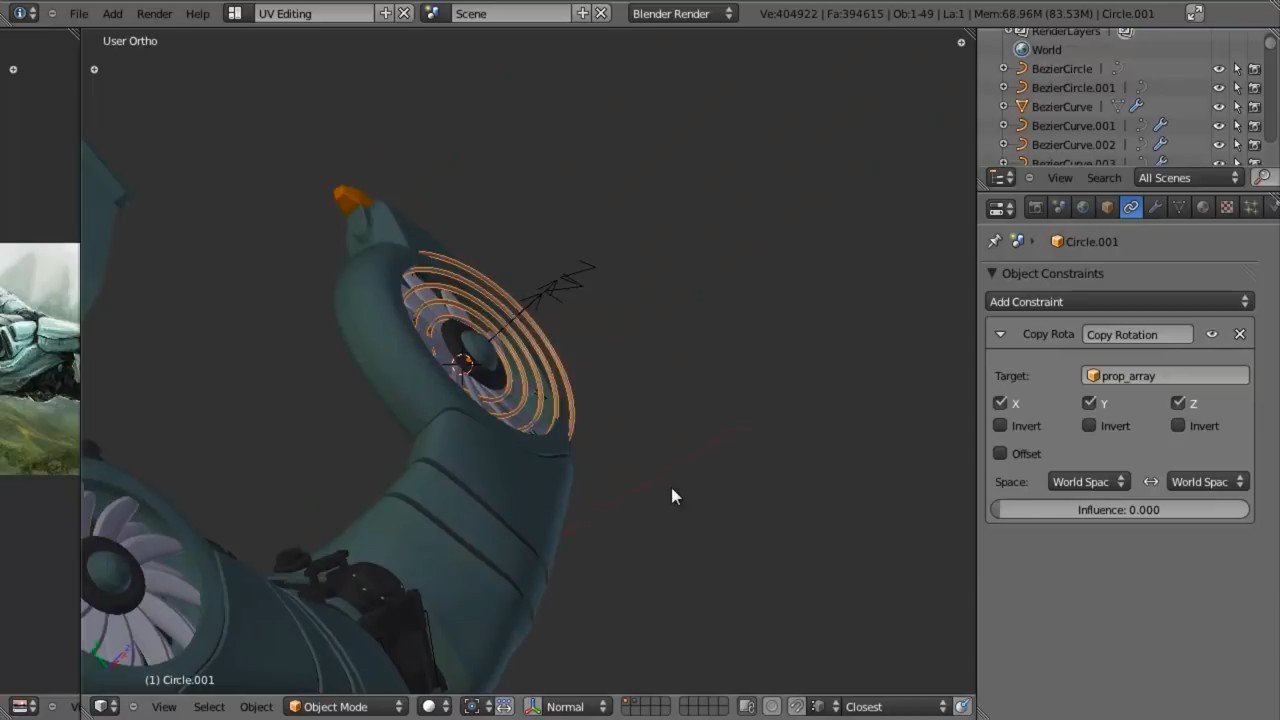 File Add Render Help UV Editing Scene Blender Render Ve:404922 | Fa:394615 | Ob:1-49 | La:1 | Mem:68.96M (83.53M) | Circle.001
User Ortho
RenderLayers |
World
BezierCircle |
BezierCircle.001
BezierCurve |
BezierCurve.001
BezierCurve.002
BezierCurve.003
View Search All Scenes
Circle.001
Object Constraints
Add Constraint
Copy Rota Copy Rotation
Target: prop_array
X Y Z
Invert Invert Invert
Offset
Space: World Spac World Spac
Influence: 0.000
(1) Circle.001
Vi View Select Object Object Mode Normal Closest